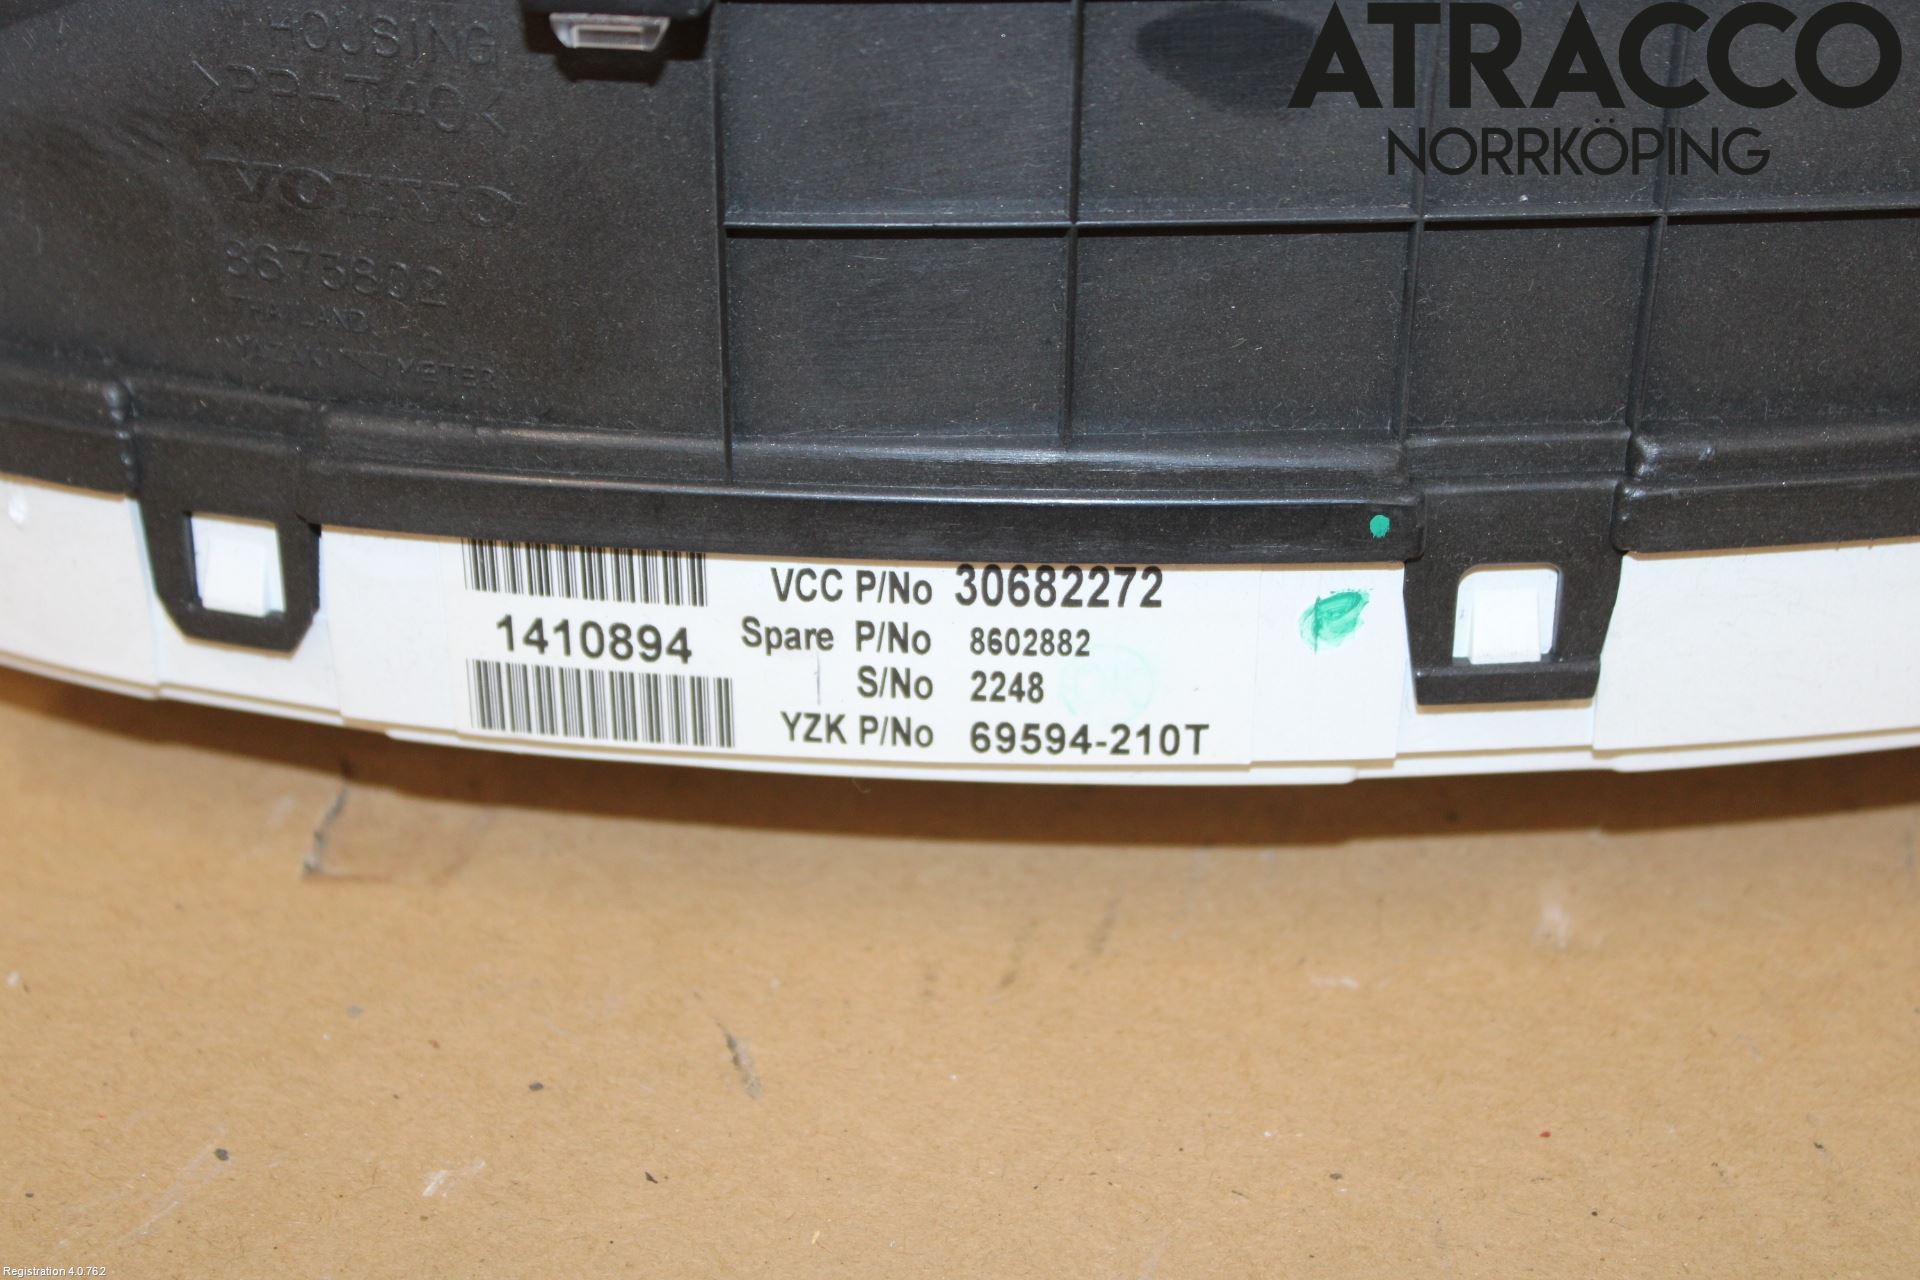 ATRACCO
NORRKÖPING
HOUSING
>PP-T40<
VOLVO
8673802
THAILAND
METER
VCC P/No 30682272
1410894
Spare P/No 8602882
S/No 2248
YZK P/No 69594-210T
Registration 4.0.762